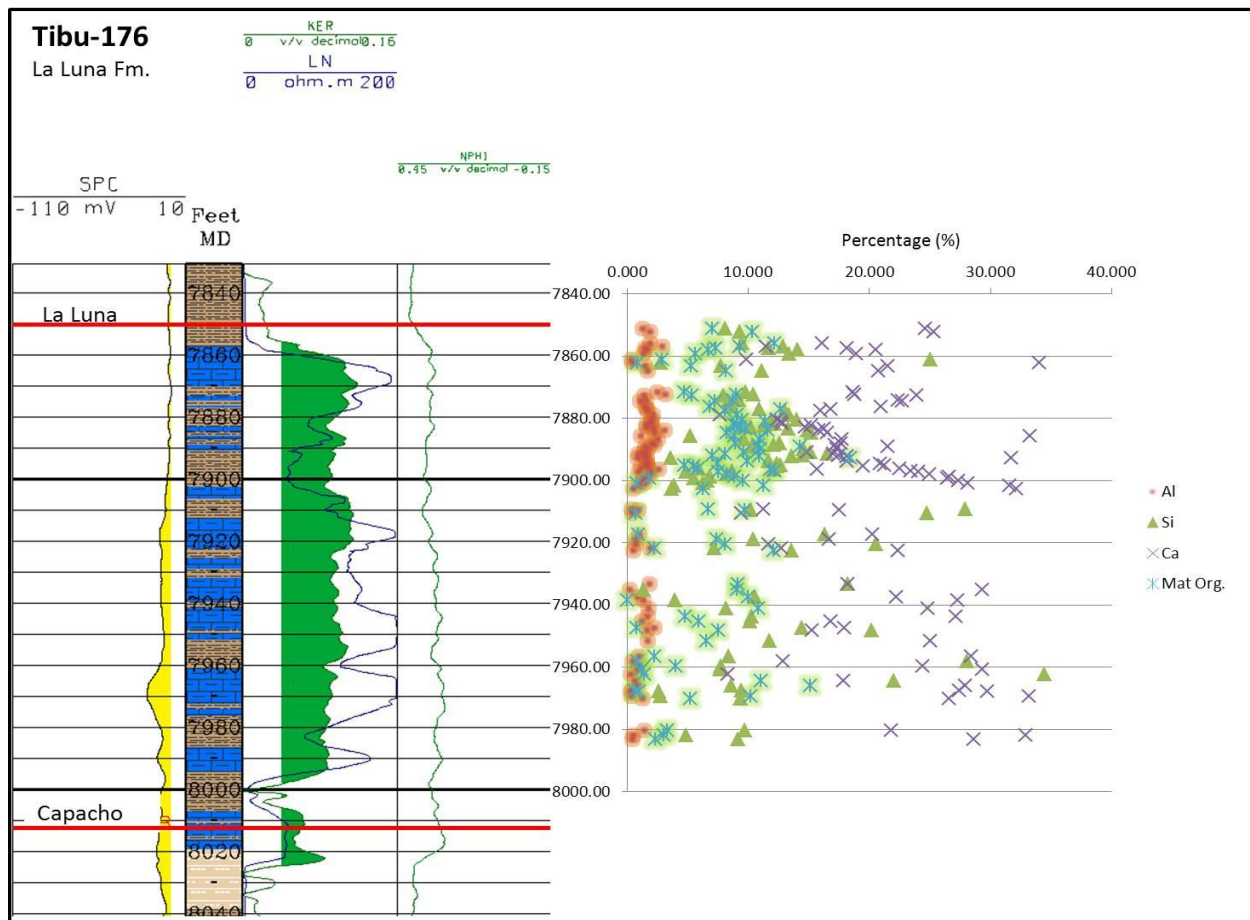 Tibu-176
La Luna Fm.
KER
0 v/v decimal 0.16
LN
0 ohm.m 200
NPHI
0.45 v/v decimal -0.15
SPC
-110 mV 10
Feet
MD
Percentage (%)
0.000 10.000 20.000 30.000 40.000
7840
La Luna
7860
7880
7900
7920
7940
7960
7980
8000
Capacho
8020
8040
7840.00
7860.00
7880.00
7900.00
7920.00
7940.00
7960.00
7980.00
8000.00
Al
Si
Ca
Mat Org.